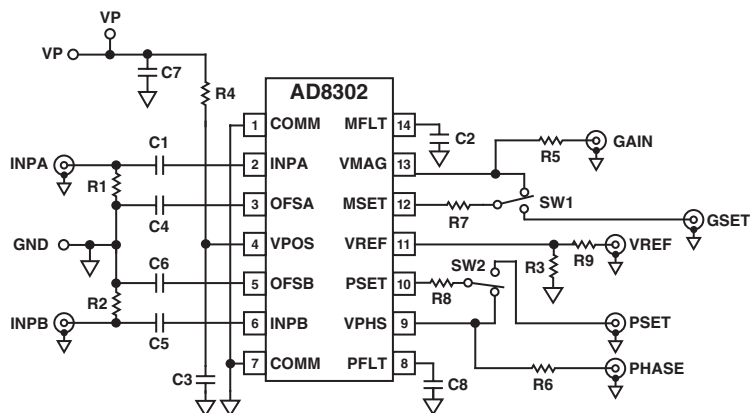 VP
VP
C7
R4
AD8302
1 COMM MFLT 14
C2
R5 GAIN
INPA C1 2 INPA VMAG 13
R1
C4 3 OFSA MSET 12 R7 SW1
GSET
GND 4 VPOS VREF 11 R3 R9 VREF
C6 5 OFSB PSET 10 R8 SW2
R2
INPB C5 6 INPB VPHS 9 PSET
C3 7 COMM PFLT 8 C8 R6 PHASE